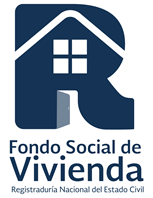 R
Fondo Social de
Vivienda
Registraduría Nacional del Estado Civil